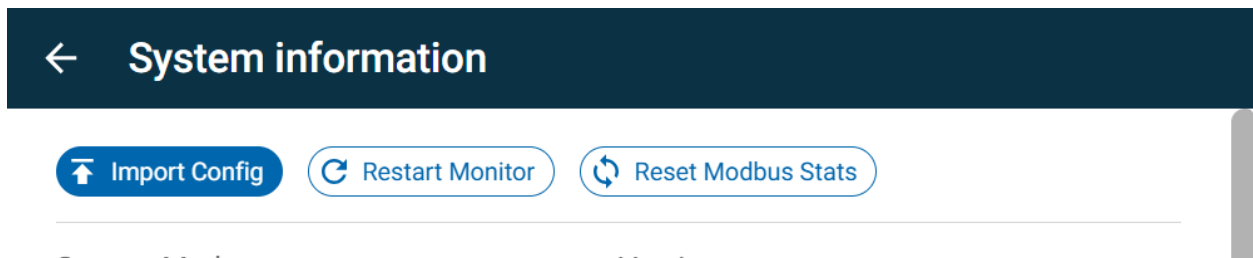 System information
Import Config
Restart Monitor
Reset Modbus Stats